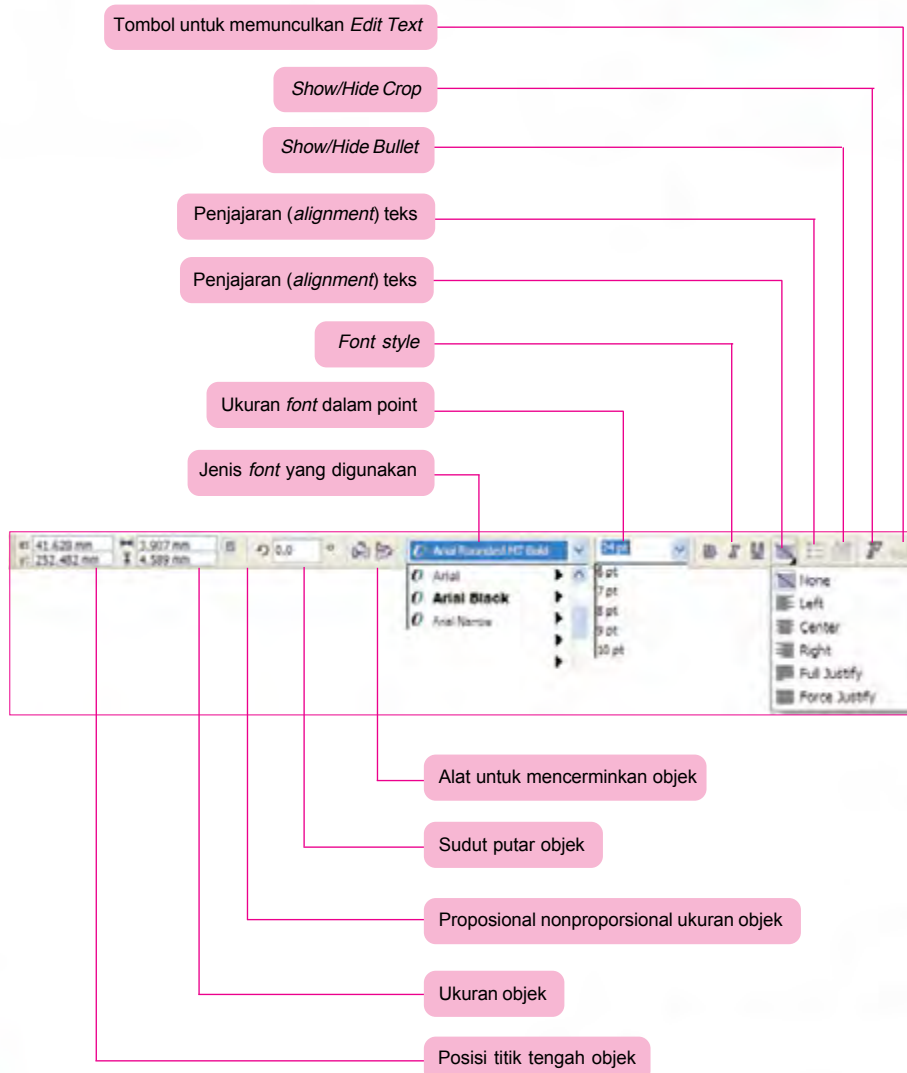 Tombol untuk memunculkan Edit Text
Show/Hide Crop
Show/Hide Bullet
Penjajaran (alignment) teks
Penjajaran (alignment) teks
Font style
Ukuran font dalam point
Jenis font yang digunakan
x: 41.628 mm
y: 252.482 mm
3.907 mm
4.589 mm
0.0
Arial Rounded MT Bold
24 pt
B I U
Arial
Arial Black
Arial Narrow
6 pt
7 pt
8 pt
9 pt
10 pt
None
Left
Center
Right
Full Justify
Force Justify
Alat untuk mencerminkan objek
Sudut putar objek
Proposional nonproporsional ukuran objek
Ukuran objek
Posisi titik tengah objek